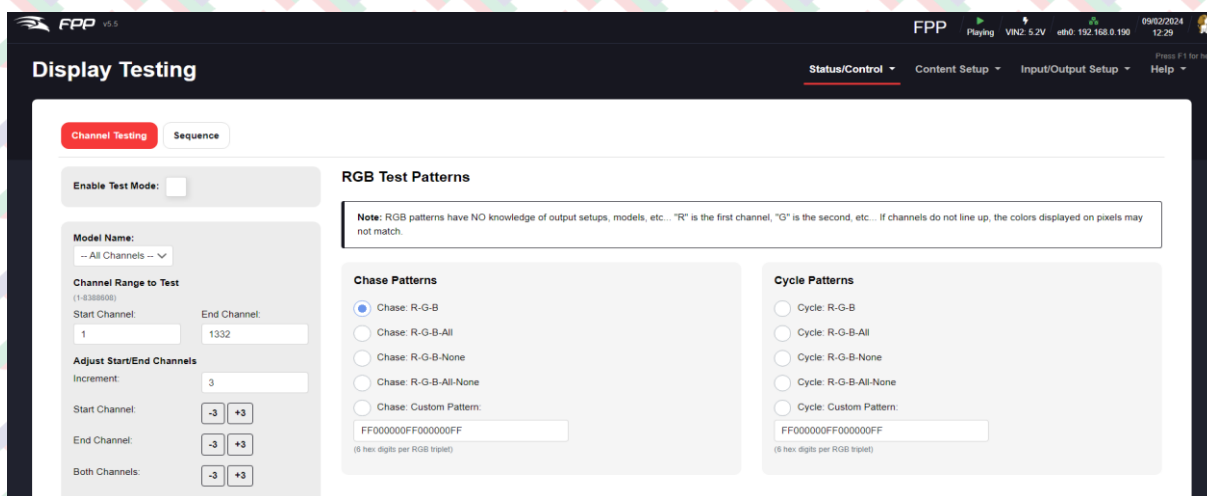 FPP v5.5
FPP Playing VIN2: 5.2V eth0: 192.168.0.190 09/02/2024 12:29
Press F1 for
Display Testing
Status/Control Content Setup Input/Output Setup Help
Channel Testing Sequence
Enable Test Mode:
Model Name:
-- All Channels --
Channel Range to Test
(1-8388608)
Start Channel: End Channel:
1 1332
Adjust Start/End Channels
Increment: 3
Start Channel: -3 +3
End Channel: -3 +3
Both Channels: -3 +3
RGB Test Patterns
Note: RGB patterns have NO knowledge of output setups, models, etc... "R" is the first channel, "G" is the second, etc... If channels do not line up, the colors displayed on pixels may
not match.
Chase Patterns
Chase: R-G-B
Chase: R-G-B-All
Chase: R-G-B-None
Chase: R-G-B-All-None
Chase: Custom Pattern:
FF000000FF000000FF
(6 hex digits per RGB triplet)
Cycle Patterns
Cycle: R-G-B
Cycle: R-G-B-All
Cycle: R-G-B-None
Cycle: R-G-B-All-None
Cycle: Custom Pattern:
FF000000FF000000FF
(6 hex digits per RGB triplet)